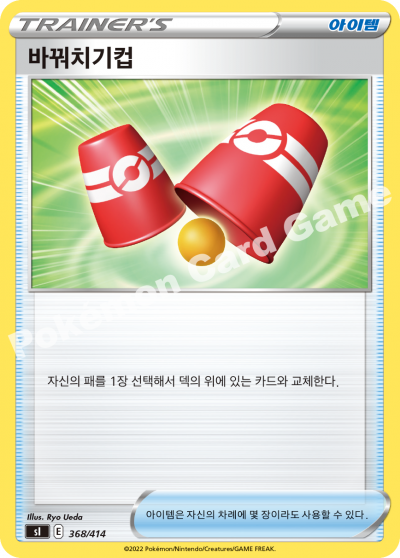 TRAINER'S
아이템
바꿔치기컵
Pokémon Card Game
자신의 패를 1장 선택해서 덱의 위에 있는 카드와 교체한다.
Illus. Ryo Ueda
아이템은 자신의 차례에 몇 장이라도 사용할 수 있다.
sI E 368/414
©2022 Pokémon/Nintendo/Creatures/GAME FREAK.